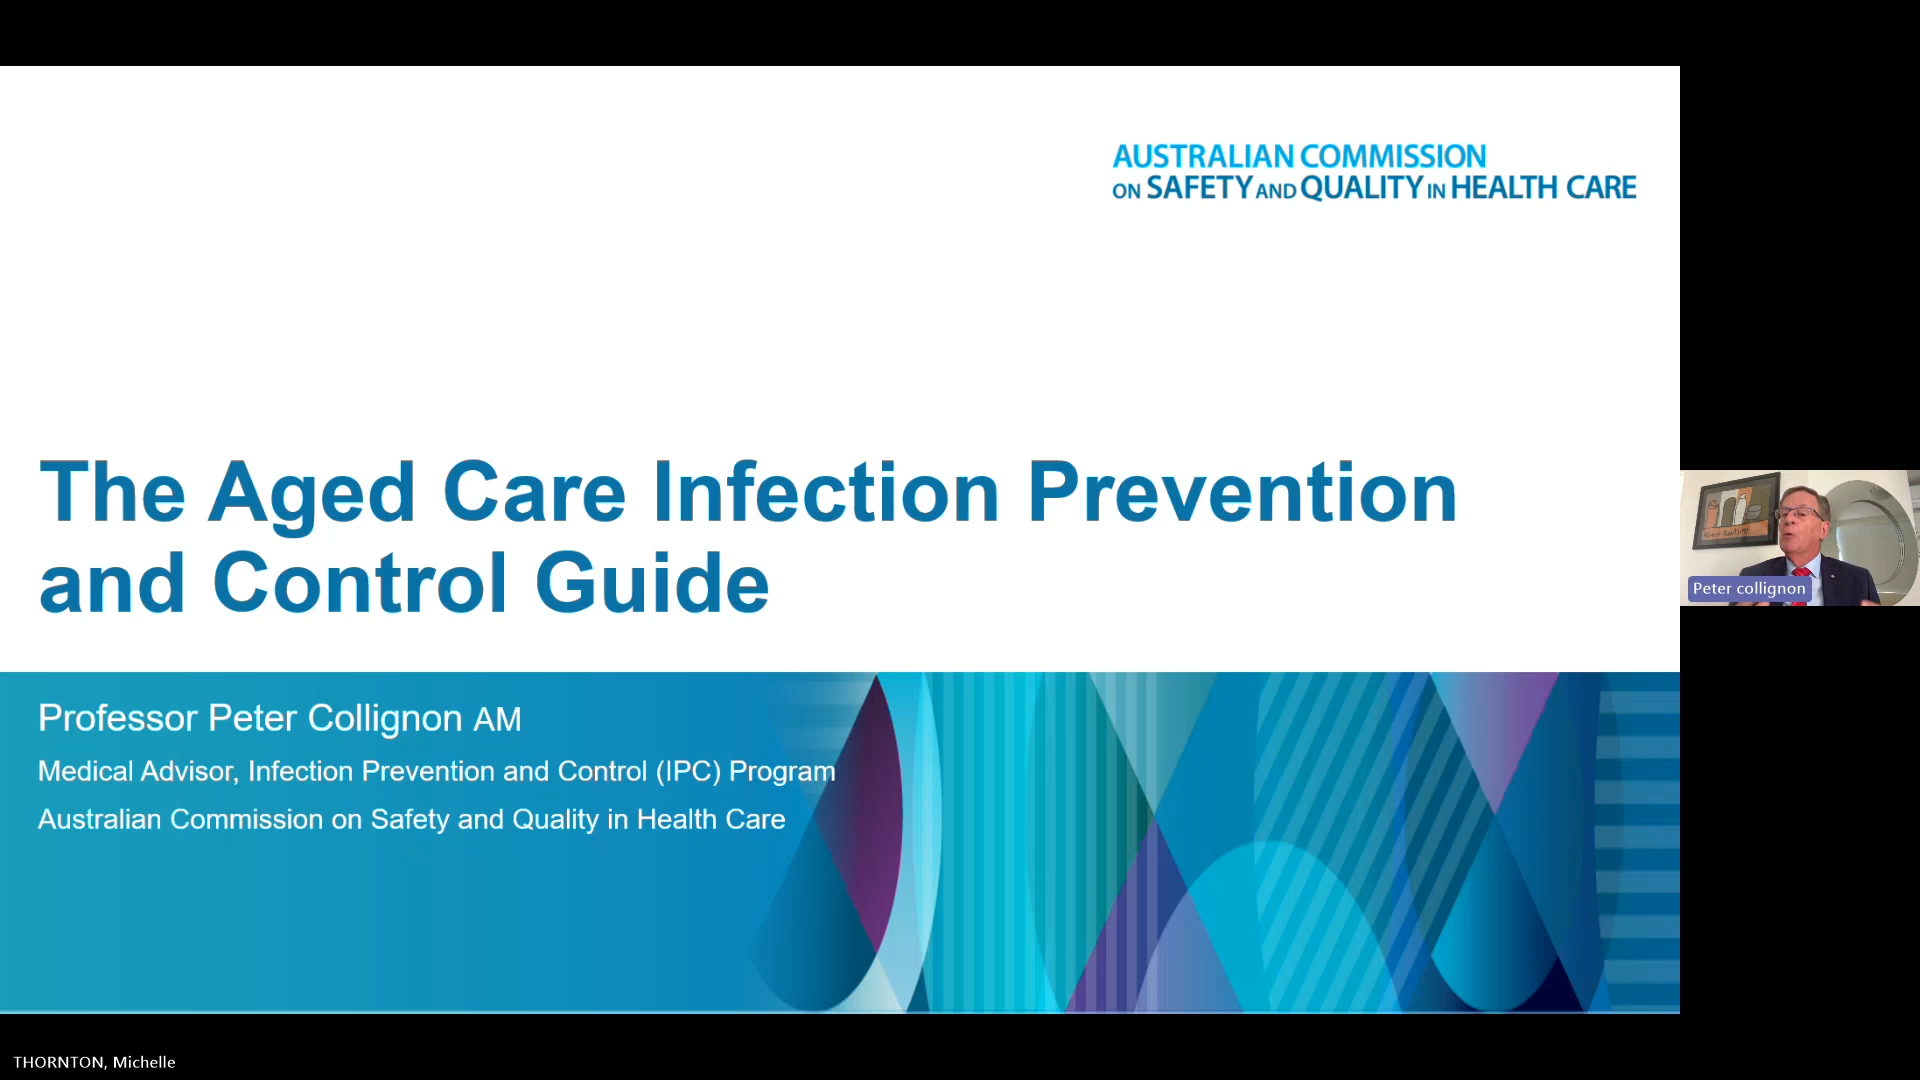 AUSTRALIAN COMMISSION
ON SAFETY AND QUALITY IN HEALTH CARE
The Aged Care Infection Prevention
and Control Guide
Professor Peter Collignon AM
Medical Advisor, Infection Prevention and Control (IPC) Program
Australian Commission on Safety and Quality in Health Care
Peter collignon
THORNTON, Michelle